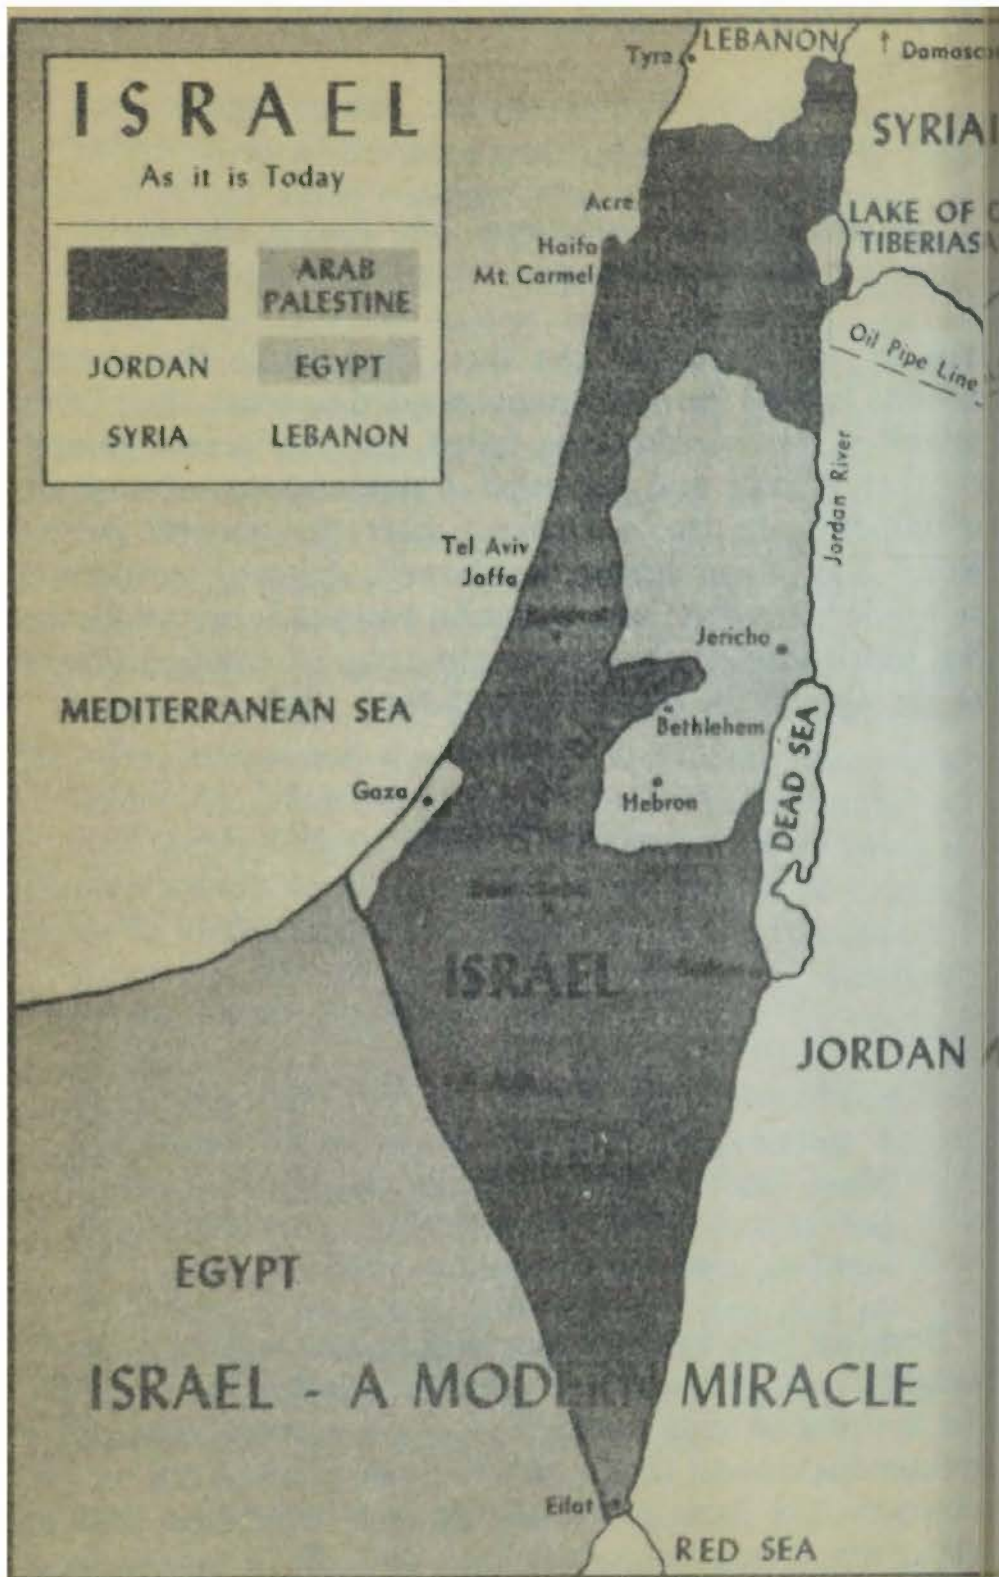 ISRAEL
As it is Today
ARAB
PALESTINE
JORDAN
EGYPT
SYRIA
LEBANON
LEBANON
Tyre
SYRIA
Acre
LAKE OF
TIBERIAS
Haifa
Mt. Carmel
Oil Pipe Line
Jordan River
Tel Aviv
Jaffa
Jericho
MEDITERRANEAN SEA
Bethlehem
DEAD SEA
Gaza
Hebron
ISRAEL
JORDAN
EGYPT
ISRAEL - A MODERN MIRACLE
Eilat
RED SEA